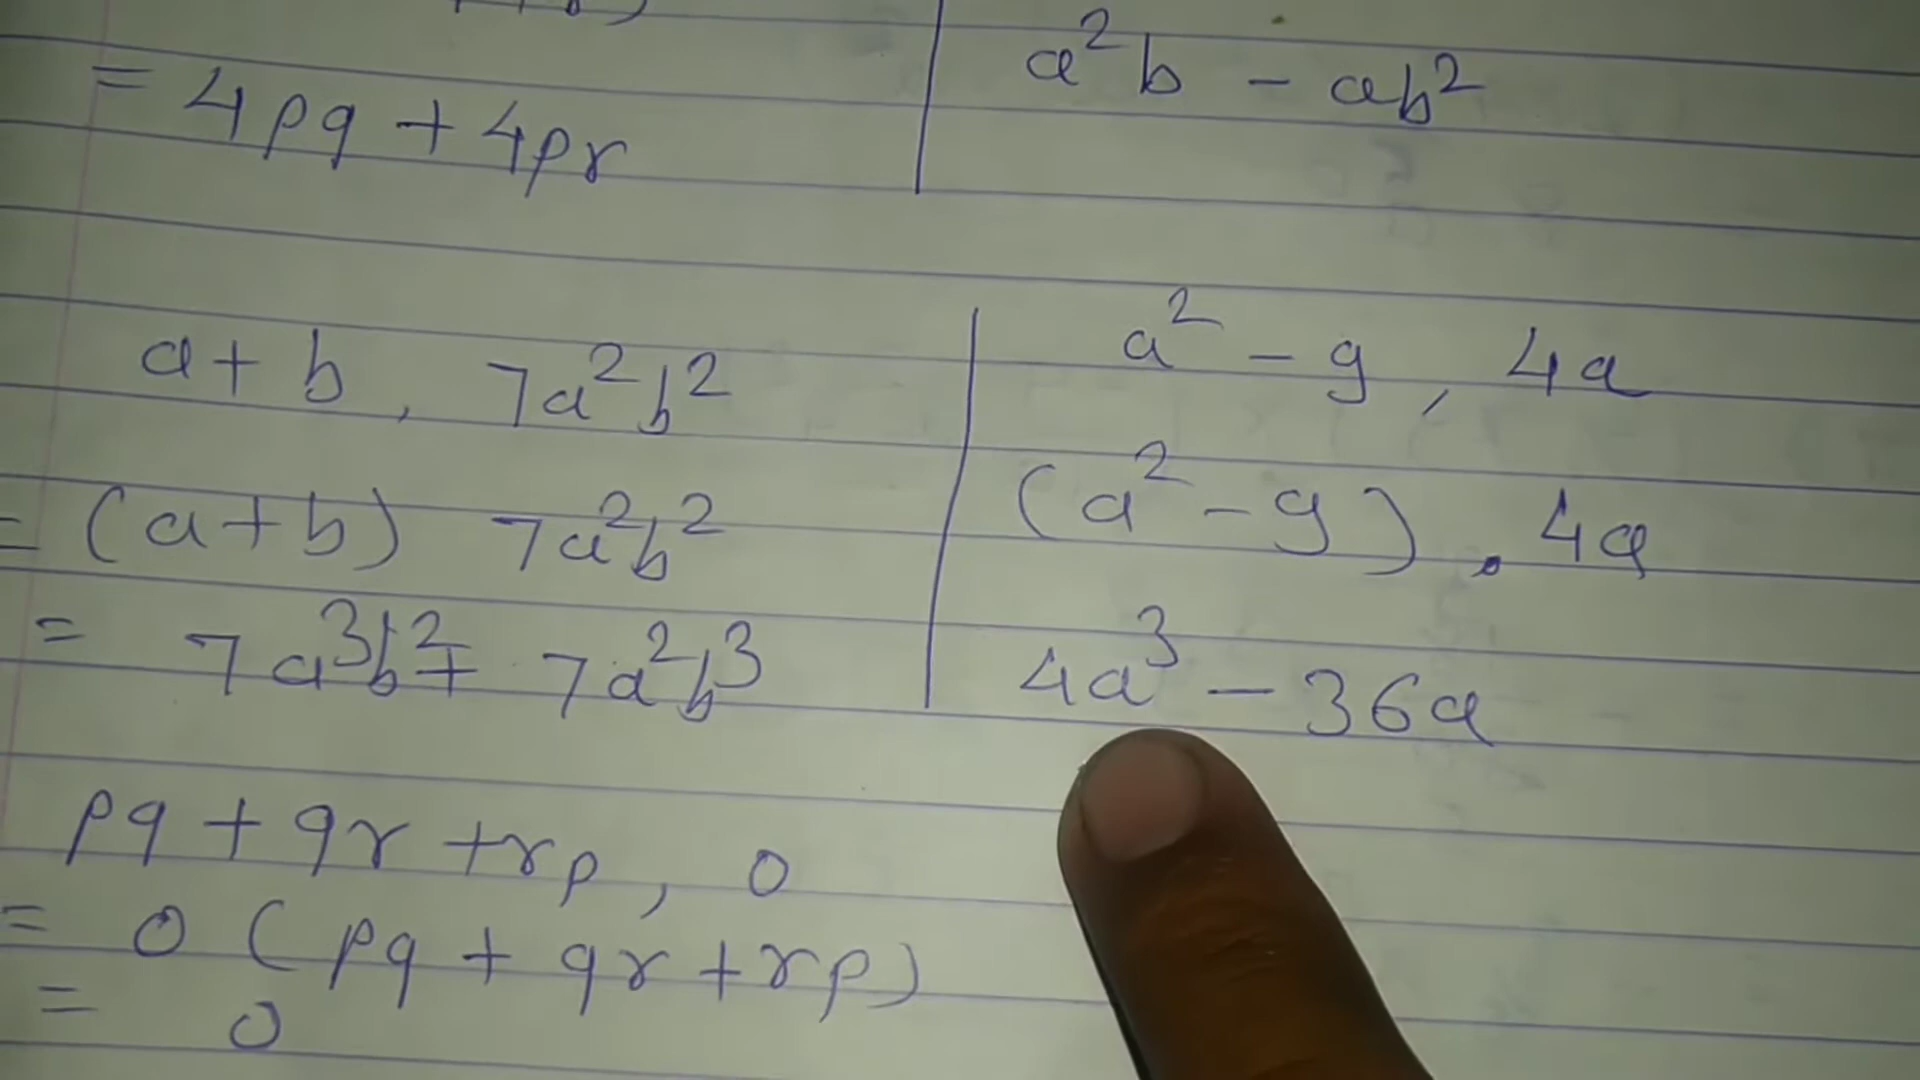 = 4pq + 4pr
a²b - ab²
a + b, 7a²b²
= (a + b) 7a²b²
= 7a³b² + 7a²b³
a² - 9, 4a
(a² - 9) . 4a
4a³ - 36a
pq + qr + rp, 0
= 0 (pq + qr + rp)
= 0